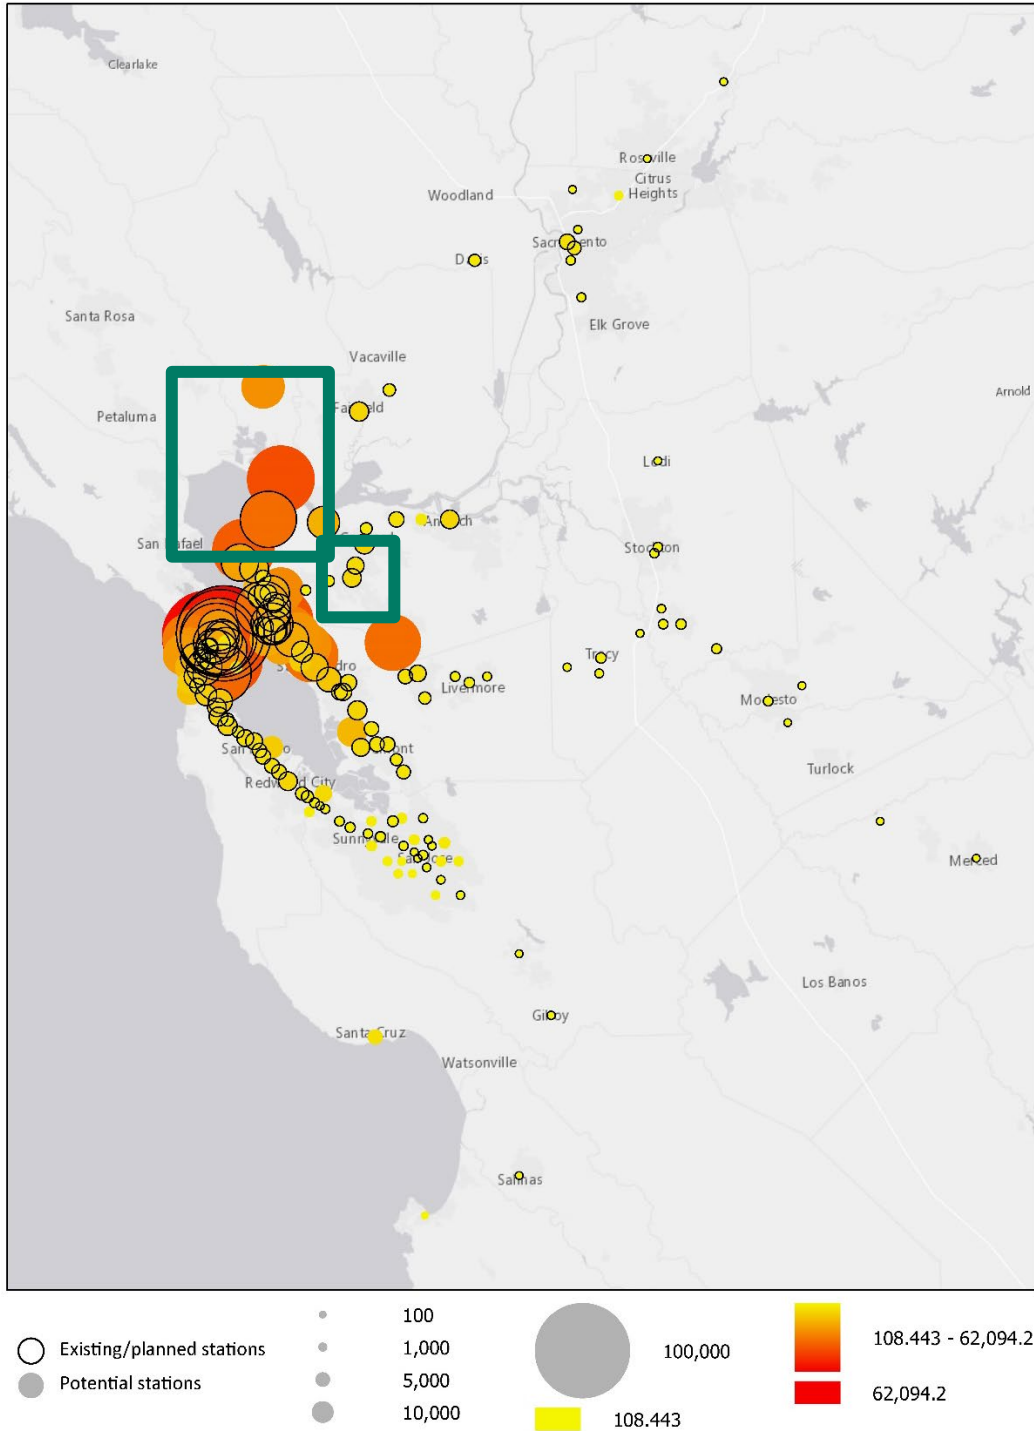 Clearlake
Roseville
Citrus
Heights
Woodland
Sacramento
Davis
Santa Rosa
Elk Grove
Vacaville
Arnold
Petaluma
Fairfield
Lodi
Antioch
San Rafael
Stockton
Tracy
Livermore
Modesto
Turlock
Redwood City
Sunnyvale
San Jose
Merced
Los Banos
Gilroy
Santa Cruz
Watsonville
Salinas
Existing/planned stations
Potential stations
100
1,000
5,000
10,000
100,000
108.443
108.443 - 62,094.2
62,094.2